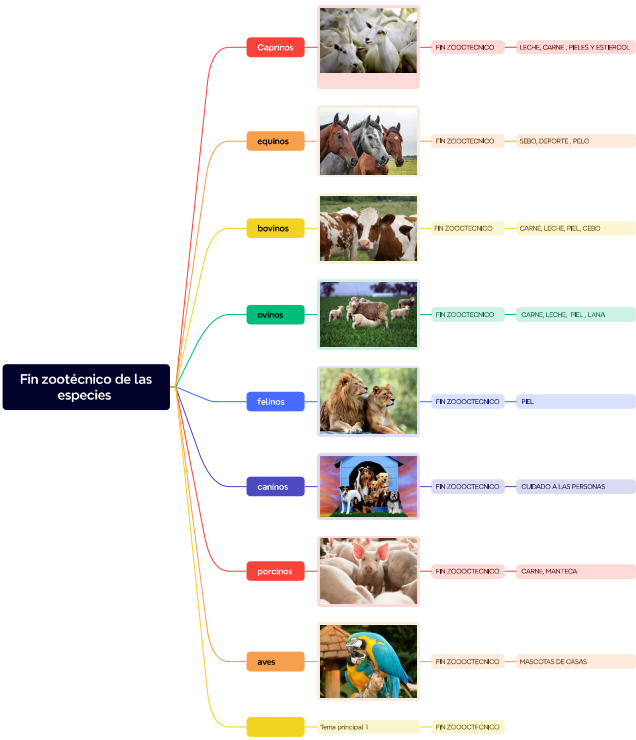 Caprinos
FIN ZOOCTECNICO
LECHE, CARNE , PIELES Y ESTIERCOL
equinos
FIN ZOOCTECNICO
SEBO, DEPORTE , PELO
bovinos
FIN ZOOCTECNICO
CARNE, LECHE, PIEL, CEBO
ovinos
FIN ZOOCTECNICO
CARNE, LECHE, PIEL , LANA
Fin zootécnico de las
especies
felinos
FIN ZOOOCTECNICO
PIEL
caninos
FIN ZOOOCTECNICO
CUIDADO A LAS PERSONAS
porcinos
FIN ZOOOCTECNICO
CARNE, MANTECA
aves
FIN ZOOOCTECNICO
MASCOTAS DE CASAS
Tema principal 1
FIN ZOOOCTECNICO